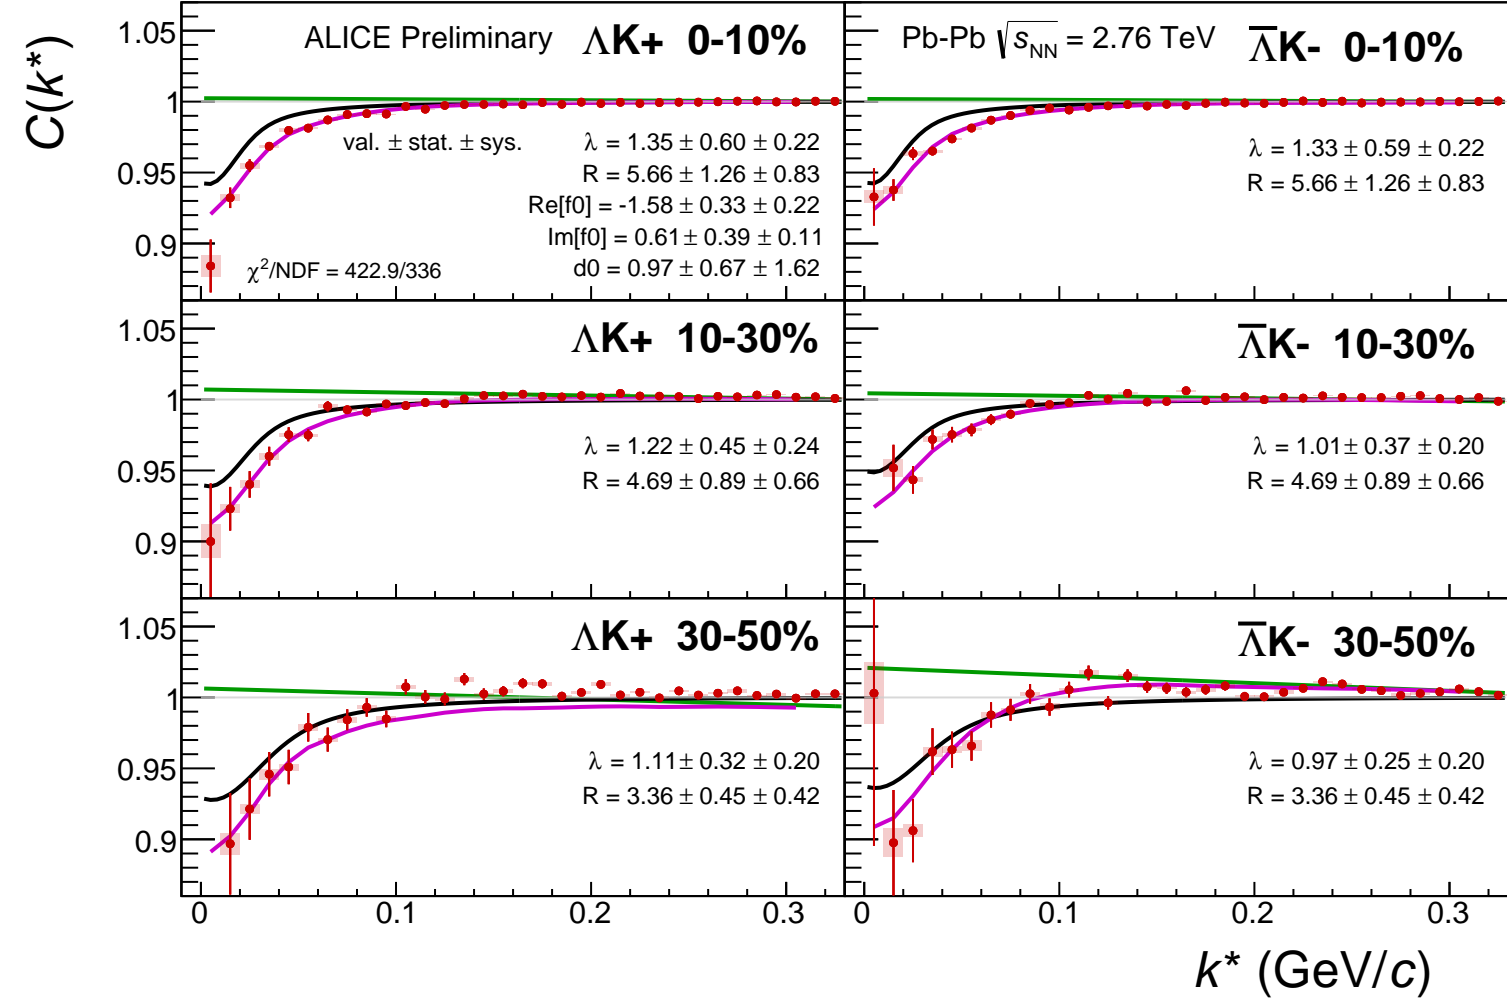 C(k*)
ALICE Preliminary ΛK+ 0-10%
1.05
1
0.95
0.9
val. ± stat. ± sys.
λ = 1.35 ± 0.60 ± 0.22
R = 5.66 ± 1.26 ± 0.83
Re[f0] = -1.58 ± 0.33 ± 0.22
Im[f0] = 0.61 ± 0.39 ± 0.11
d0 = 0.97 ± 0.67 ± 1.62
χ²/NDF = 422.9/336
Pb-Pb √s_NN = 2.76 TeV Λ̅K- 0-10%
λ = 1.33 ± 0.59 ± 0.22
R = 5.66 ± 1.26 ± 0.83
ΛK+ 10-30%
1.05
1
0.95
0.9
λ = 1.22 ± 0.45 ± 0.24
R = 4.69 ± 0.89 ± 0.66
Λ̅K- 10-30%
λ = 1.01 ± 0.37 ± 0.20
R = 4.69 ± 0.89 ± 0.66
ΛK+ 30-50%
1.05
1
0.95
0.9
λ = 1.11 ± 0.32 ± 0.20
R = 3.36 ± 0.45 ± 0.42
Λ̅K- 30-50%
λ = 0.97 ± 0.25 ± 0.20
R = 3.36 ± 0.45 ± 0.42
0 0.1 0.2 0.3
0 0.1 0.2 0.3
k* (GeV/c)